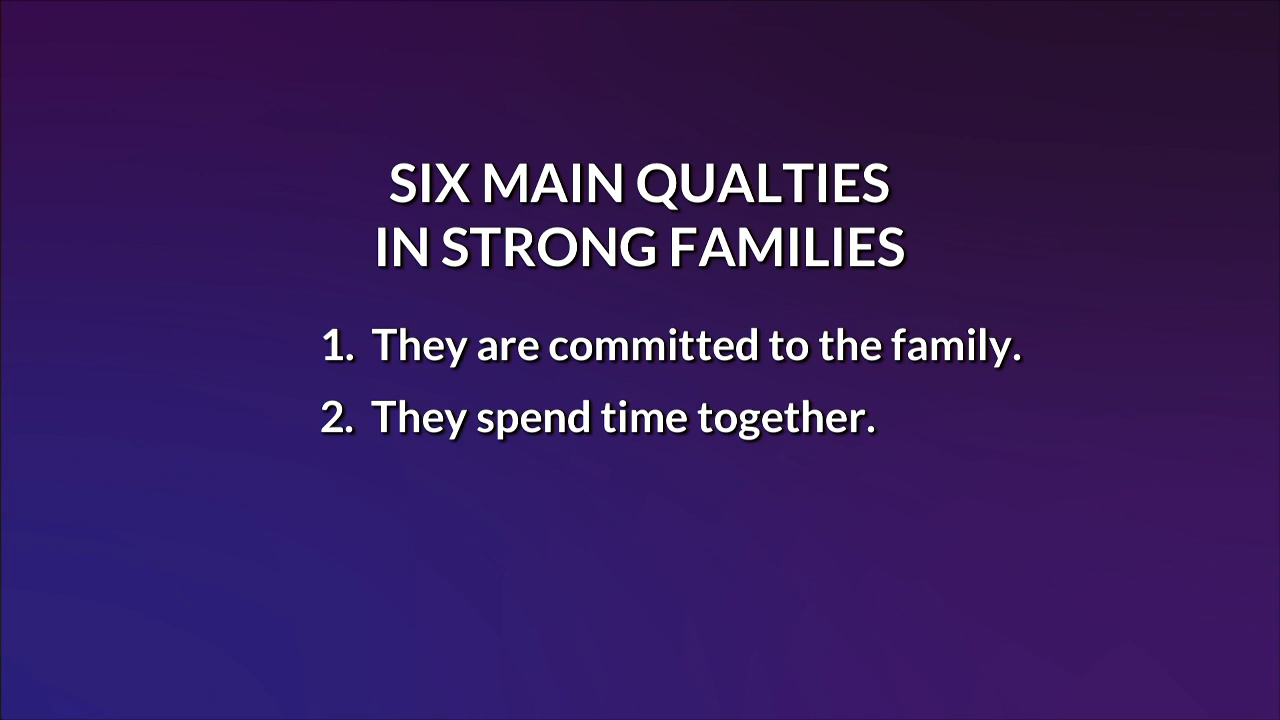 SIX MAIN QUALTIES
IN STRONG FAMILIES
1. They are committed to the family.
2. They spend time together.